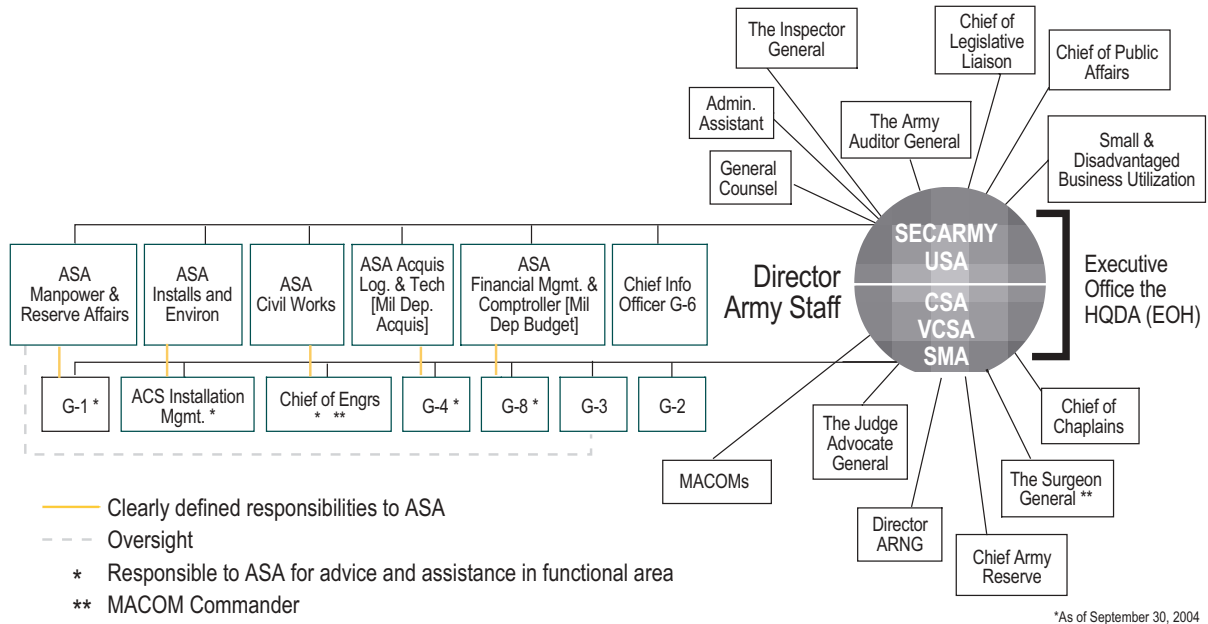 The Inspector
General
Chief of
Legislative
Liaison
Chief of Public
Affairs
Admin.
Assistant
The Army
Auditor General
Small &
Disadvantaged
Business Utilization
General
Counsel
ASA
Manpower &
Reserve Affairs
ASA
Installs and
Environ
ASA
Civil Works
ASA Acquis
Log. & Tech
[Mil Dep.
Acquis]
ASA
Financial Mgmt. &
Comptroller [Mil
Dep Budget]
Chief Info
Officer G-6
Director
Army Staff
SECARMY
USA
CSA
VCSA
SMA
Executive
Office the
HQDA (EOH)
G-1 *
ACS Installation
Mgmt. *
Chief of Engrs
* **
G-4 *
G-8 *
G-3
G-2
MACOMs
The Judge
Advocate
General
Director
ARNG
Chief Army
Reserve
The Surgeon
General **
Chief of
Chaplains
Clearly defined responsibilities to ASA
Oversight
* Responsible to ASA for advice and assistance in functional area
** MACOM Commander
*As of September 30, 2004